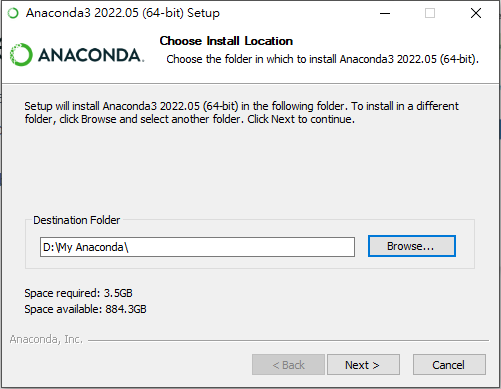 Anaconda3 2022.05 (64-bit) Setup
ANACONDA.
Choose Install Location
Choose the folder in which to install Anaconda3 2022.05 (64-bit).
Setup will install Anaconda3 2022.05 (64-bit) in the following folder. To install in a different
folder, click Browse and select another folder. Click Next to continue.
Destination Folder
D:\My Anaconda\
Browse...
Space required: 3.5GB
Space available: 884.3GB
Anaconda, Inc.
< Back
Next >
Cancel